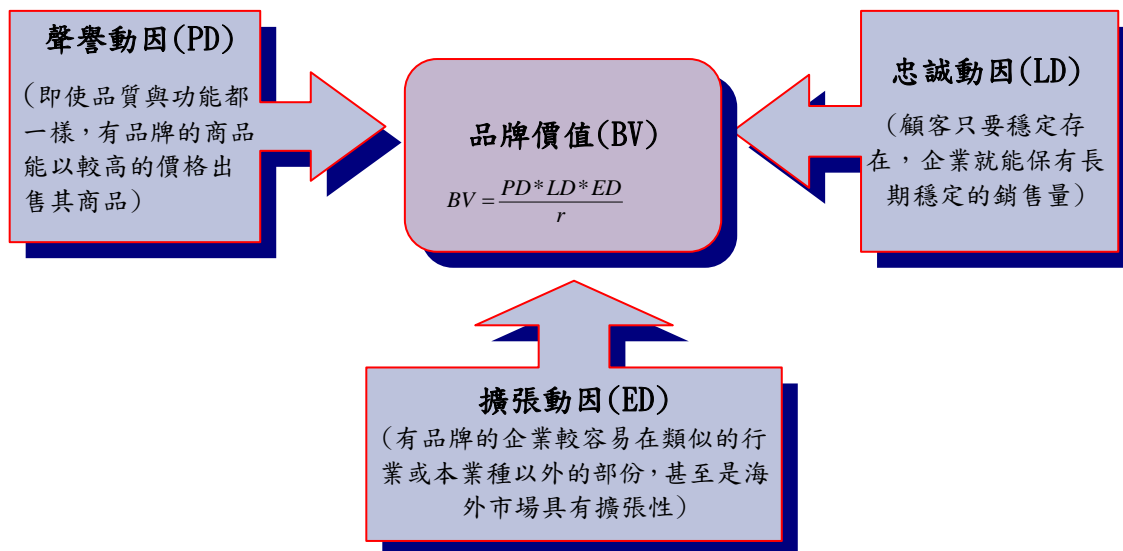 聲譽動因(PD)
(即使品質與功能都
一樣，有品牌的商品
能以較高的價格出
售其商品)
品牌價值(BV)
BV = PD * LD * ED / r
忠誠動因(LD)
(顧客只要穩定存
在，企業就能保有長
期穩定的銷售量)
擴張動因(ED)
(有品牌的企業較容易在類似的行
業或本業種以外的部份，甚至是海
外市場具有擴張性)